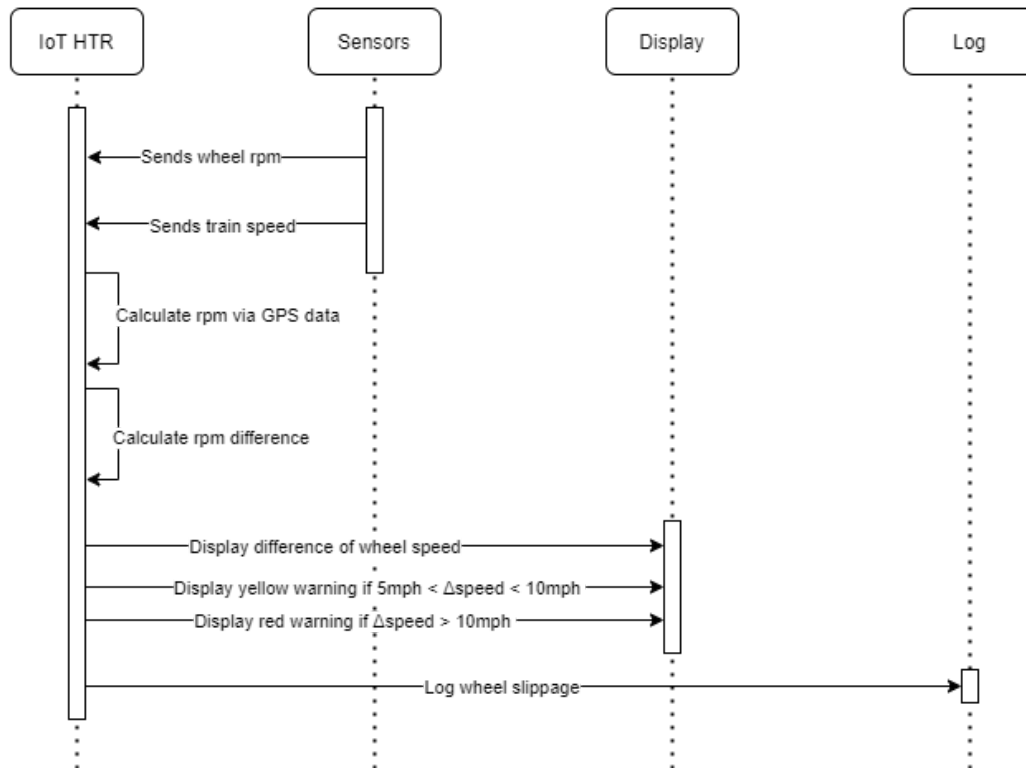 IoT HTR
Sensors
Display
Log
Sends wheel rpm
Sends train speed
Calculate rpm via GPS data
Calculate rpm difference
Display difference of wheel speed
Display yellow warning if 5mph < Δspeed < 10mph
Display red warning if Δspeed > 10mph
Log wheel slippage